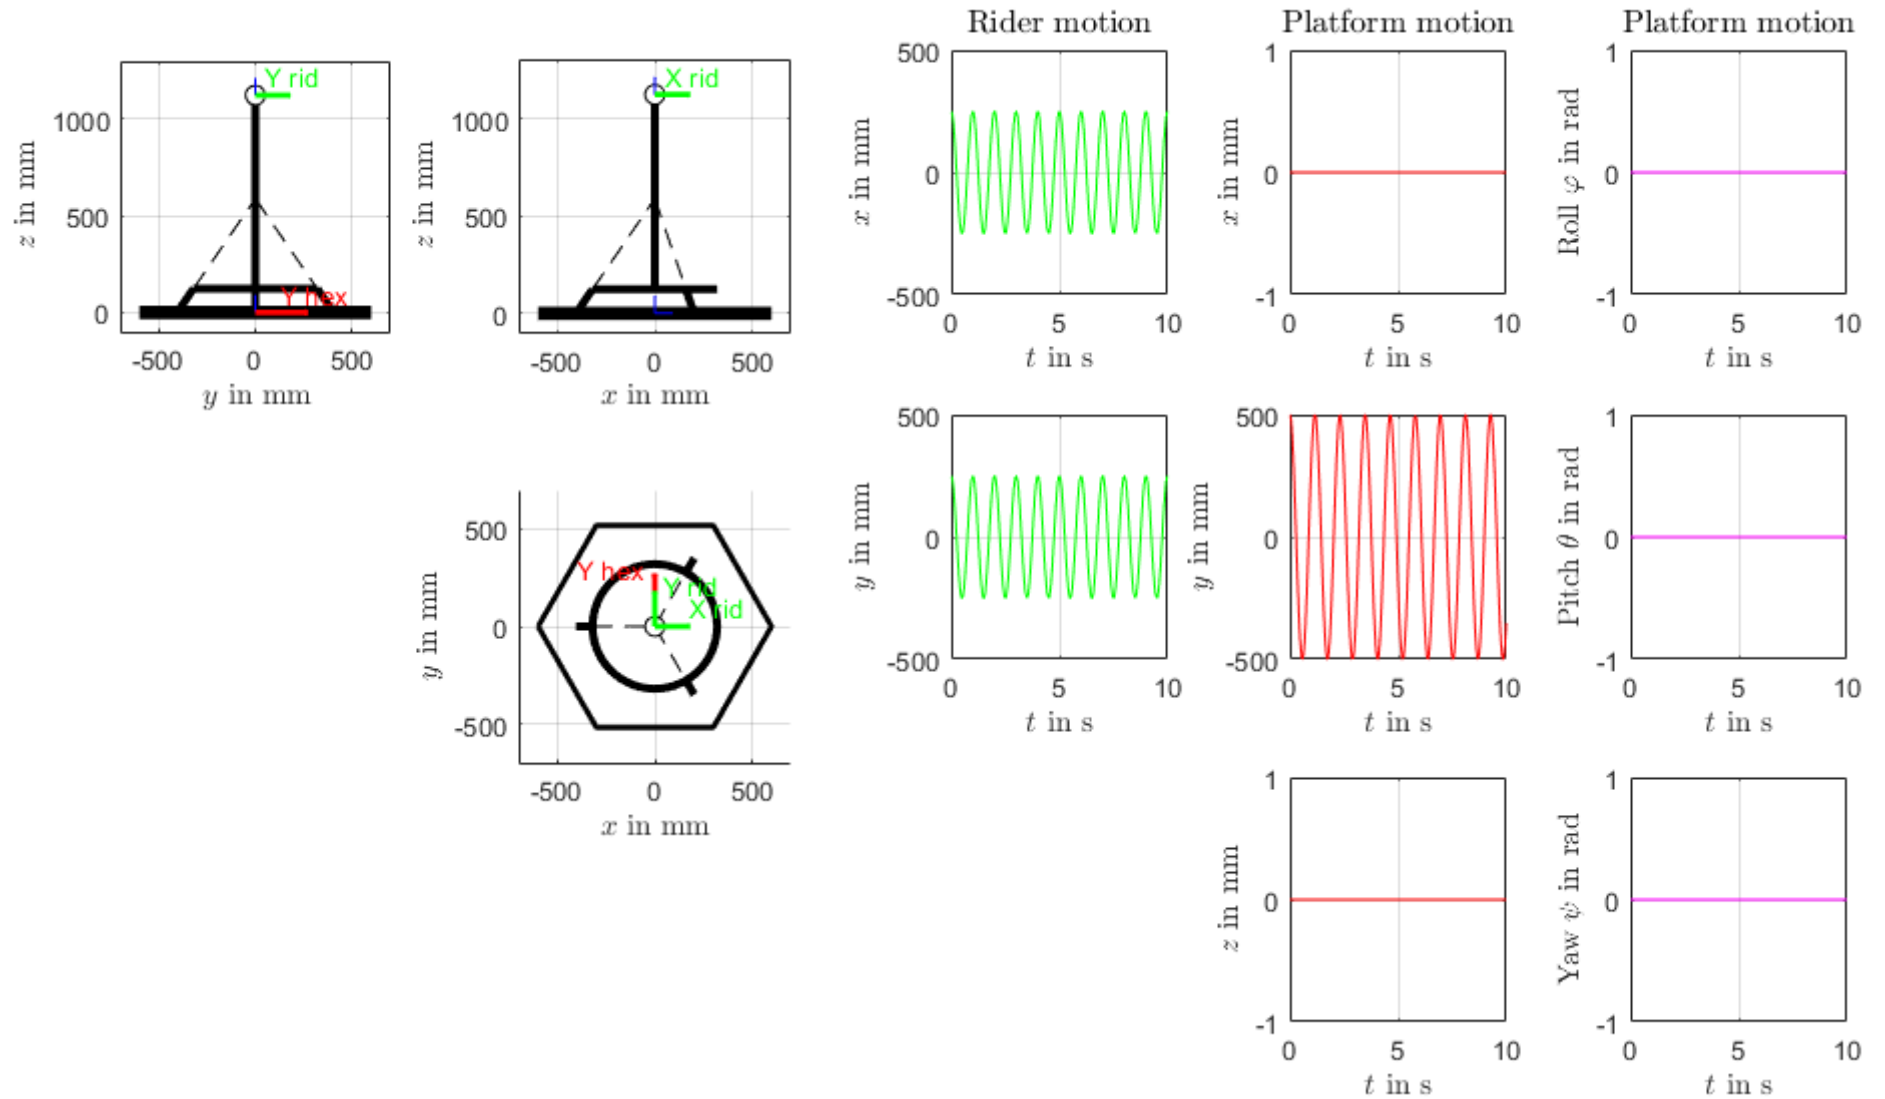 Rider motion
Platform motion
Platform motion
Y rid
Y hex
1000
500
0
z in mm
-500 0 500
y in mm
X rid
1000
500
0
z in mm
-500 0 500
x in mm
500
0
-500
x in mm
0 5 10
t in s
1
0
-1
x in mm
0 5 10
t in s
1
0
-1
Roll φ in rad
0 5 10
t in s
Y hex
Y rid
X rid
500
0
-500
y in mm
-500 0 500
x in mm
500
0
-500
y in mm
0 5 10
t in s
500
0
-500
y in mm
0 5 10
t in s
1
0
-1
Pitch θ in rad
0 5 10
t in s
1
0
-1
z in mm
0 5 10
t in s
1
0
-1
Yaw ψ in rad
0 5 10
t in s